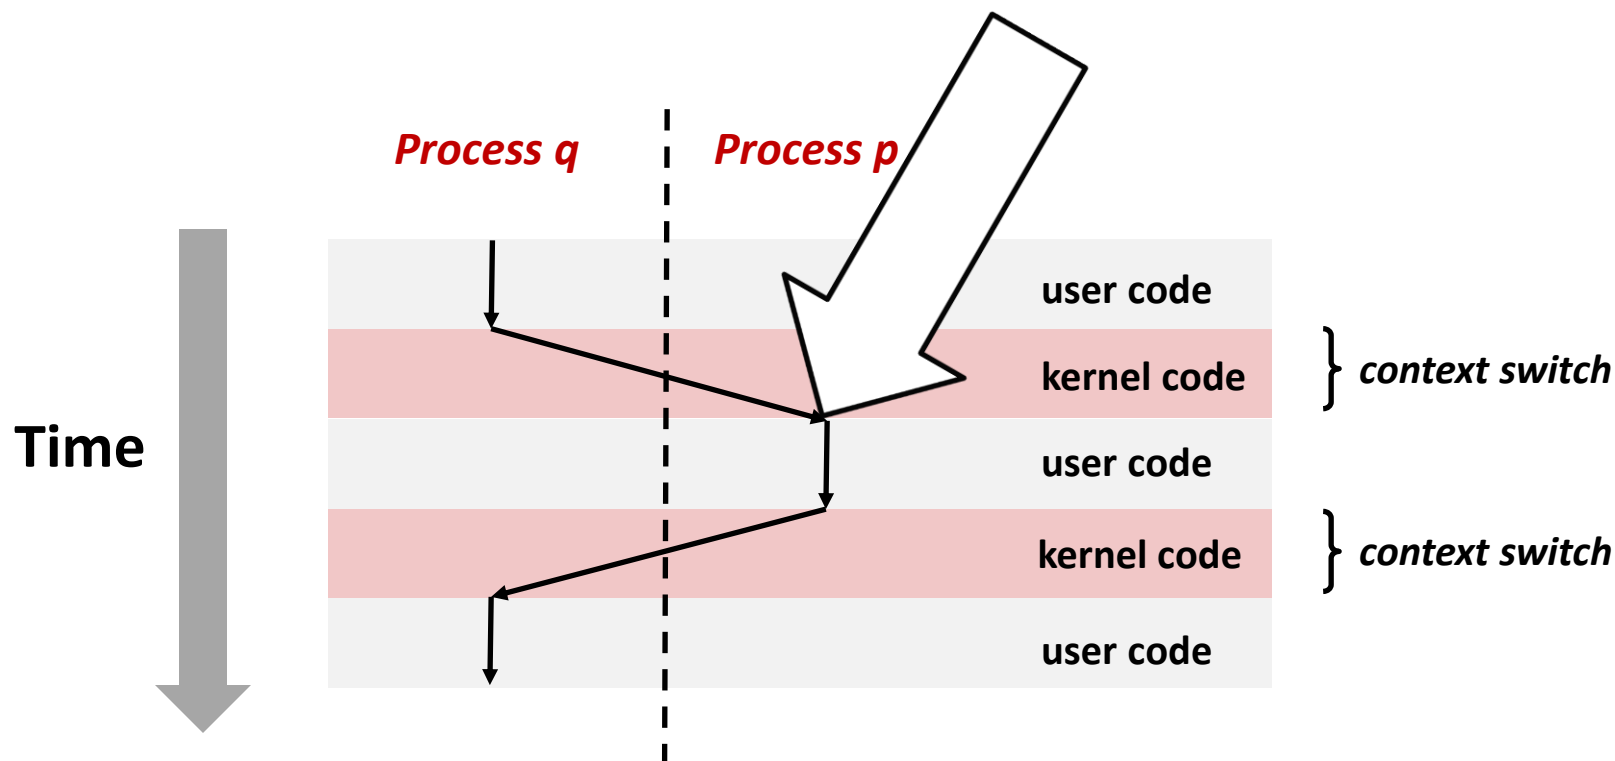 Process q
Process p
user code
kernel code
context switch
Time
user code
kernel code
context switch
user code